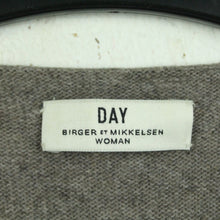 DAY
BIRGER ET MIKKELSEN
WOMAN